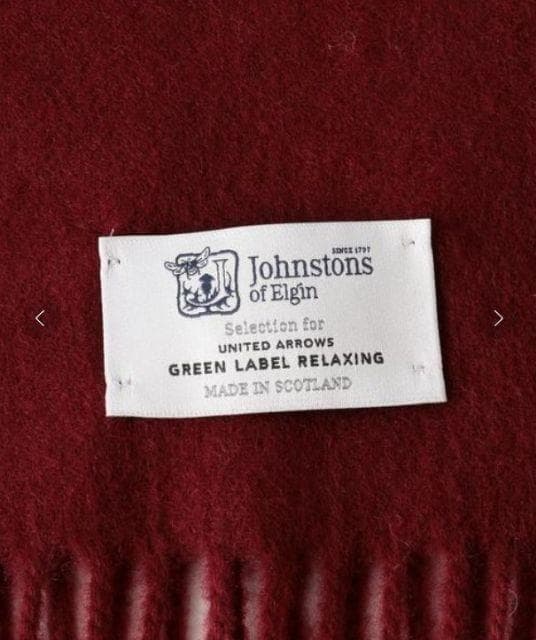 SINCE 1797
Johnstons
of Elgin
Selection for
UNITED ARROWS
GREEN LABEL RELAXING
MADE IN SCOTLAND